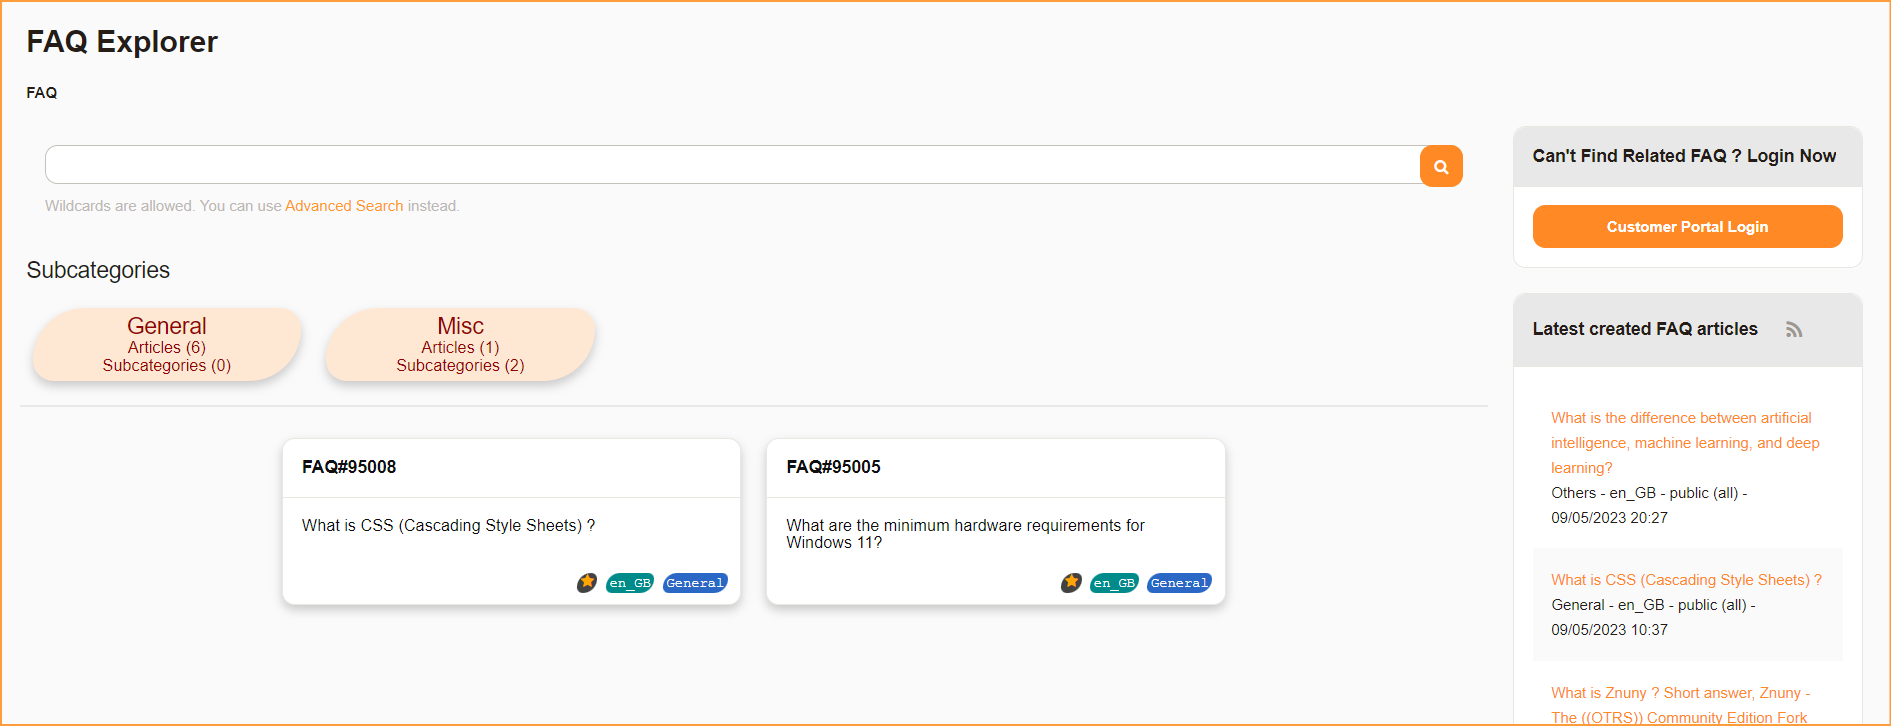 FAQ Explorer
FAQ
Wildcards are allowed. You can use Advanced Search instead.
Subcategories
General
Articles (6)
Subcategories (0)
Misc
Articles (1)
Subcategories (2)
FAQ#95008
What is CSS (Cascading Style Sheets) ?
en_GB General
FAQ#95005
What are the minimum hardware requirements for
Windows 11?
en_GB General
Can't Find Related FAQ ? Login Now
Customer Portal Login
Latest created FAQ articles
What is the difference between artificial
intelligence, machine learning, and deep
learning?
Others - en_GB - public (all) -
09/05/2023 20:27
What is CSS (Cascading Style Sheets) ?
General - en_GB - public (all) -
09/05/2023 10:37
What is Znuny ? Short answer, Znuny -
The ((OTRS)) Community Edition Fork